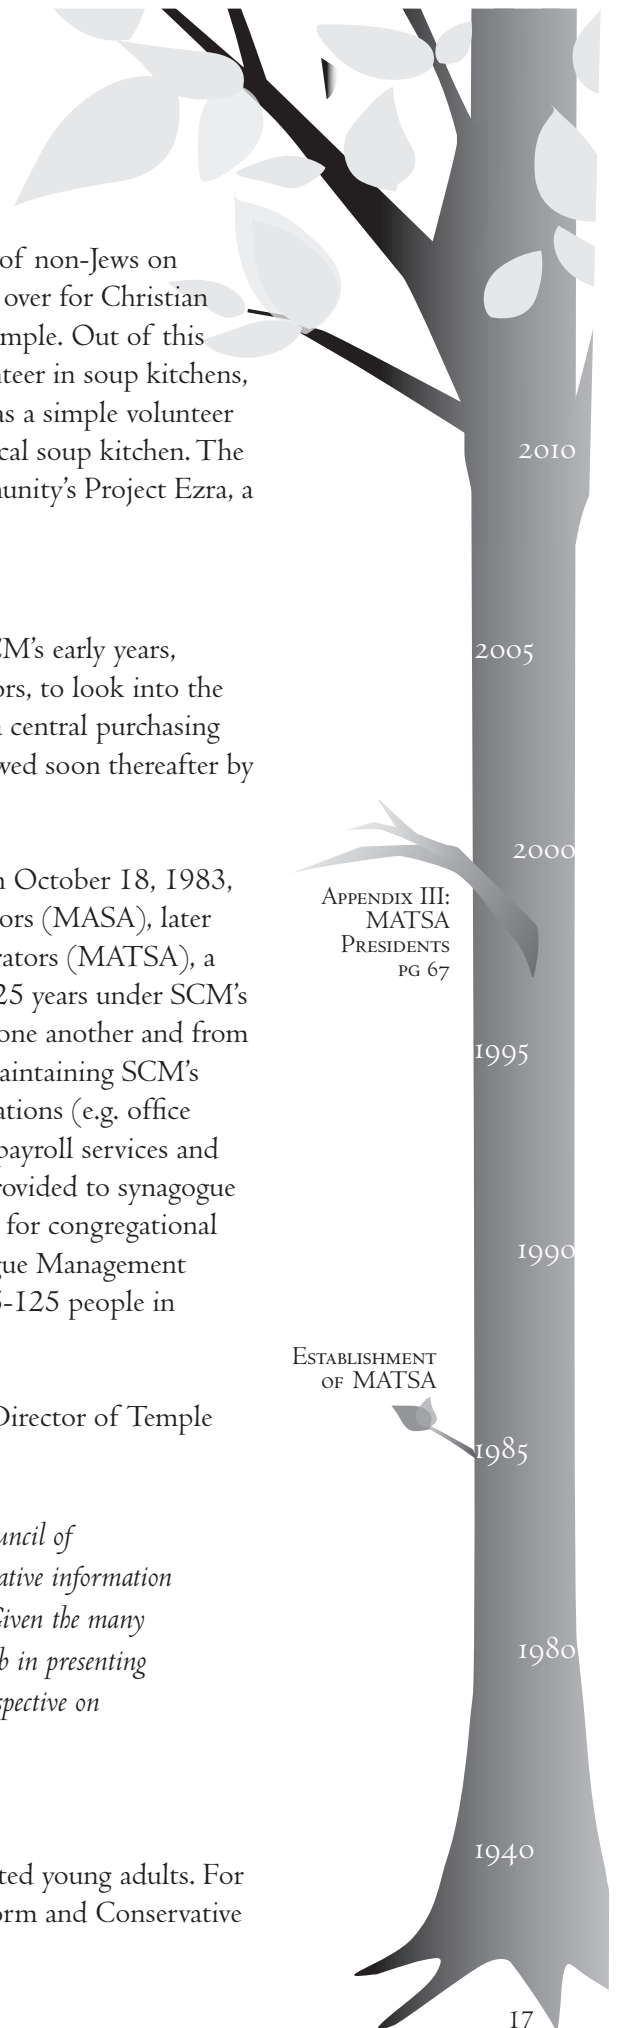 of non-Jews on
over for Christian
mple. Out of this
nteer in soup kitchens,
as a simple volunteer
cal soup kitchen. The
unity's Project Ezra, a
CM's early years,
ors, to look into the
central purchasing
wed soon thereafter by
n October 18, 1983,
ors (MASA), later
rators (MATSA), a
25 years under SCM's
one another and from
aintaining SCM's
ations (e.g. office
payroll services and
rovided to synagogue
for congregational
gue Management
-125 people in
Director of Temple
uncil of
ative information
Given the many
b in presenting
spective on
ted young adults. For
orm and Conservative
2010
2005
2000
Appendix III:
MATSA
Presidents
pg 67
1995
1990
Establishment
of MATSA
1985
1980
1940
17